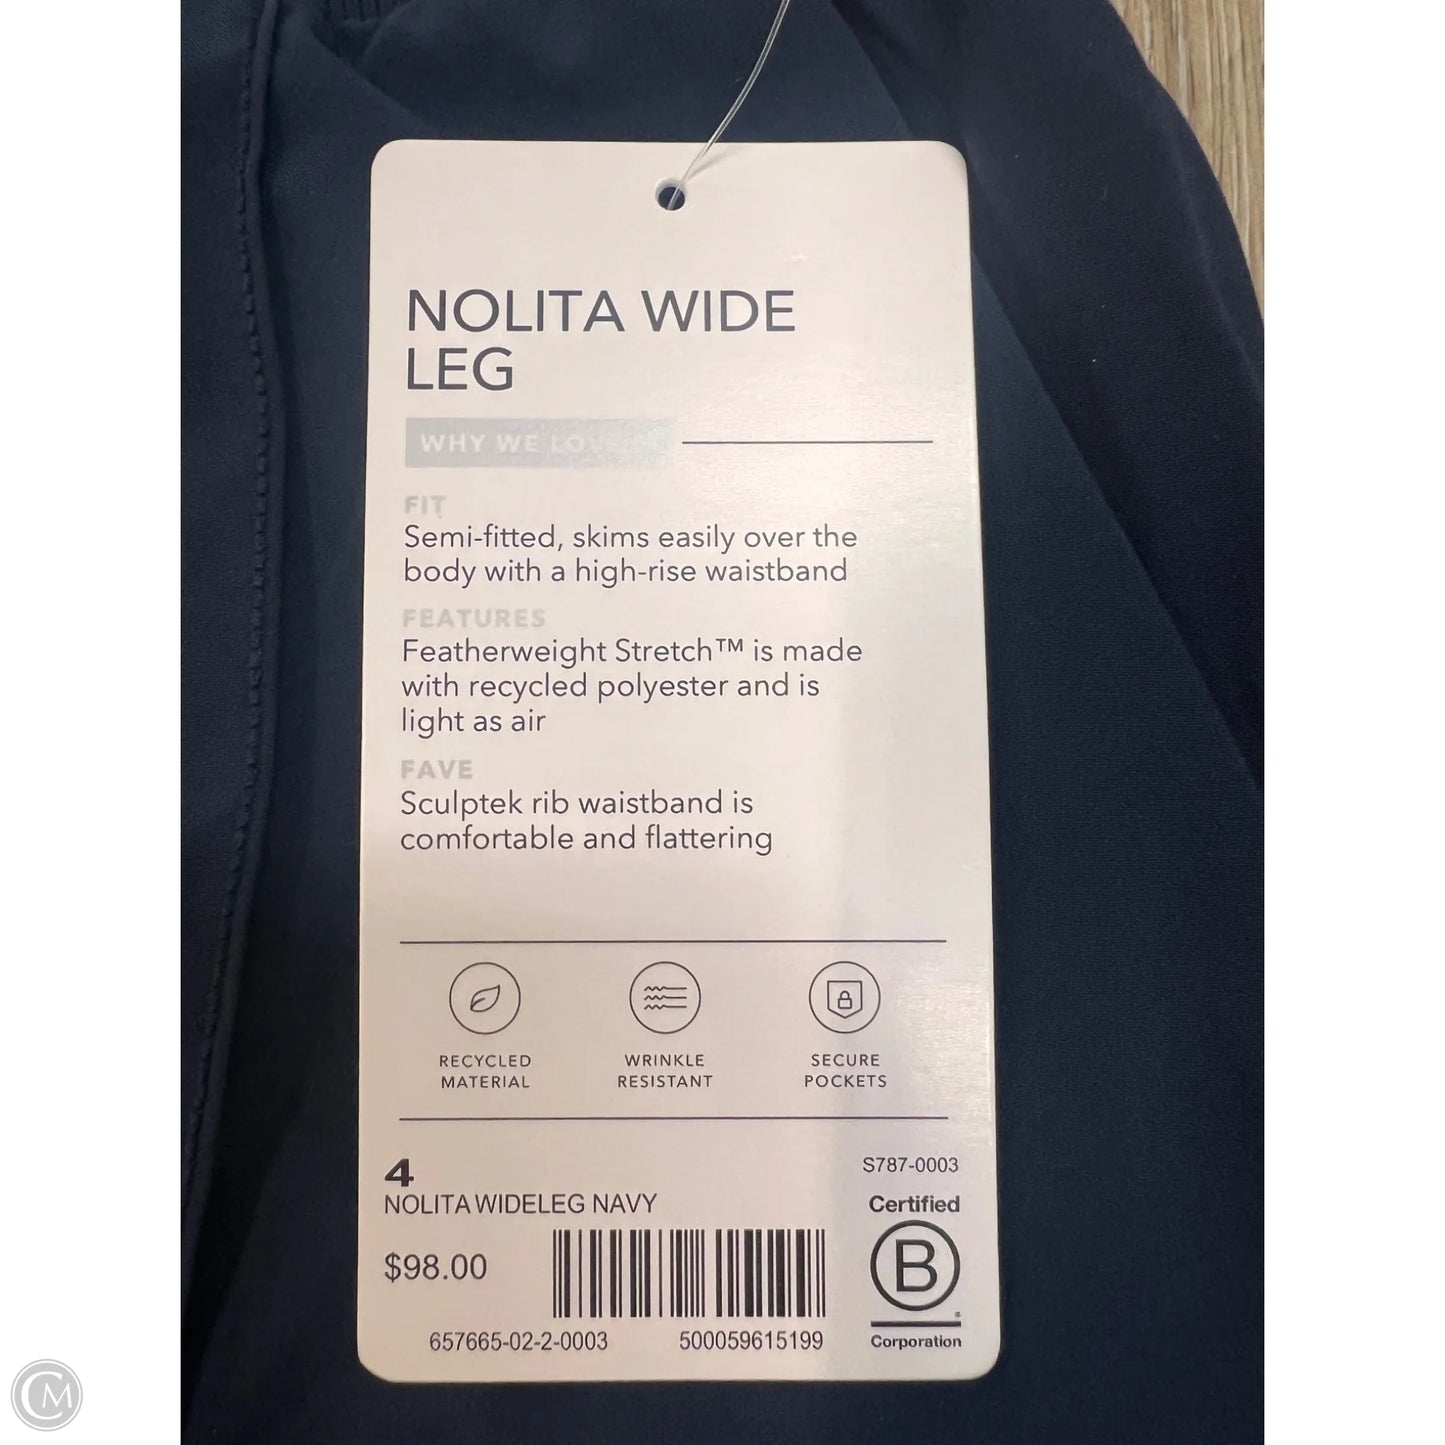 NOLITA WIDE
LEG
WHY WE
FIT
Semi-fitted, skims easily over the
body with a high-rise waistband
FEATURES
Featherweight Stretch™ is made
with recycled polyester and is
light as air
FAVE
Sculptek rib waistband is
comfortable and flattering
RECYCLED
MATERIAL
WRINKLE
RESISTANT
SECURE
POCKETS
4
S787-0003
NOLITA WIDELEG NAVY
Certified
$98.00
B
®
657665-02-2-0003
500059615199
Corporation
CM